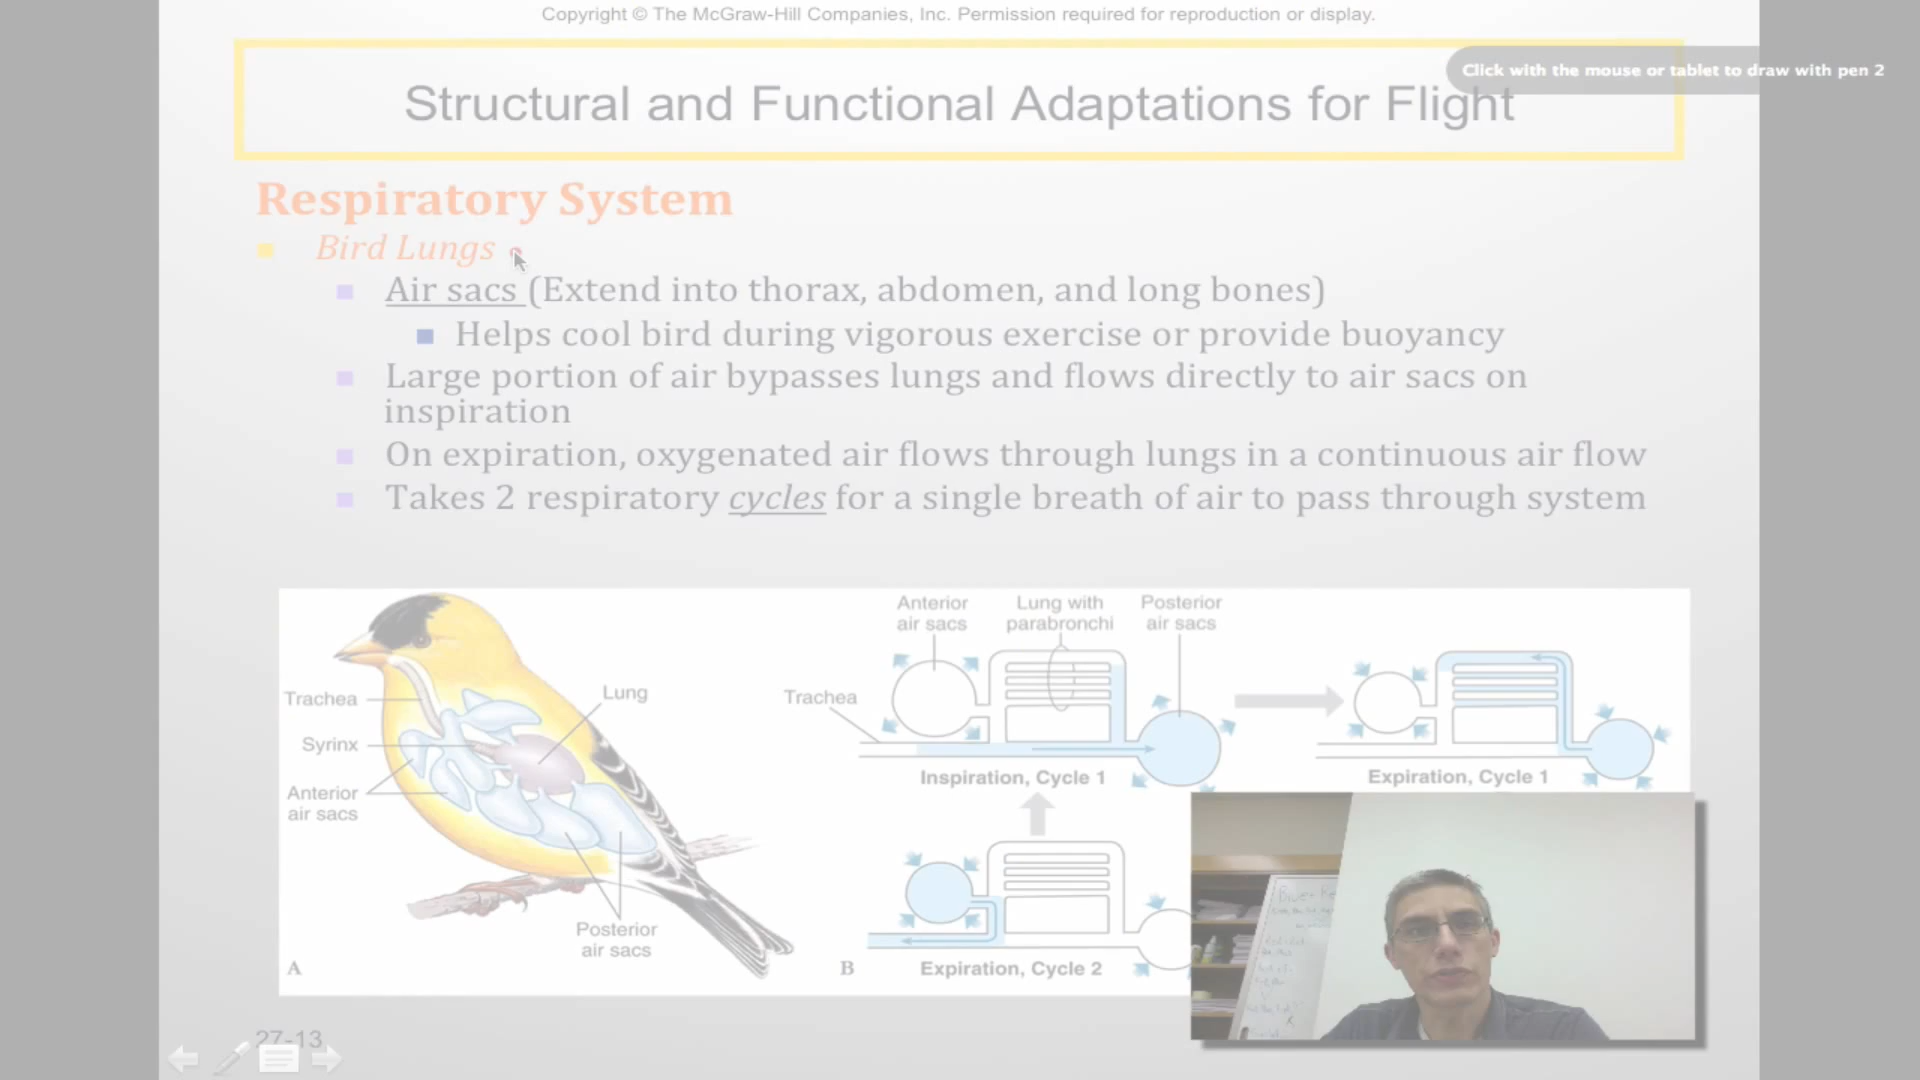 Copyright © The McGraw-Hill Companies, Inc. Permission required for reproduction or display.
Click with the mouse or tablet to draw with pen 2
Structural and Functional Adaptations for Flight
Respiratory System
Bird Lungs
Air sacs (Extend into thorax, abdomen, and long bones)
Helps cool bird during vigorous exercise or provide buoyancy
Large portion of air bypasses lungs and flows directly to air sacs on
inspiration
On expiration, oxygenated air flows through lungs in a continuous air flow
Takes 2 respiratory cycles for a single breath of air to pass through system
Trachea
Syrinx
Anterior
air sacs
Lung
Posterior
air sacs
A
Anterior
air sacs
Lung with
parabronchi
Posterior
air sacs
Trachea
Inspiration, Cycle 1
Expiration, Cycle 1
Expiration, Cycle 2
B
27-13